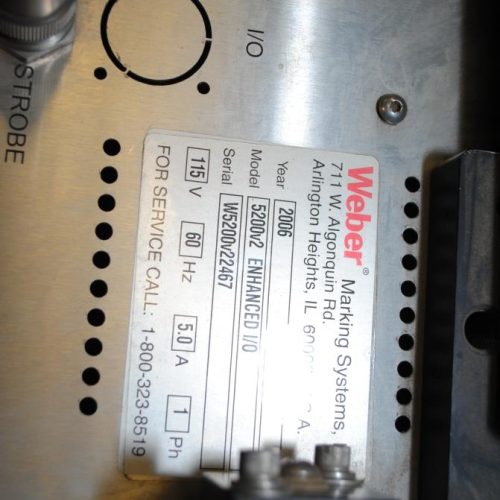 STROBE
I/O
Weber® Marking Systems,
711 W. Algonquin Rd.
Arlington Heights, IL A.
Year 2006
Model 5200v2 ENHANCED I/O
Serial W5200v22467
115 V 60 Hz 5.0 A 1 Ph
FOR SERVICE CALL: 1-800-323-8519